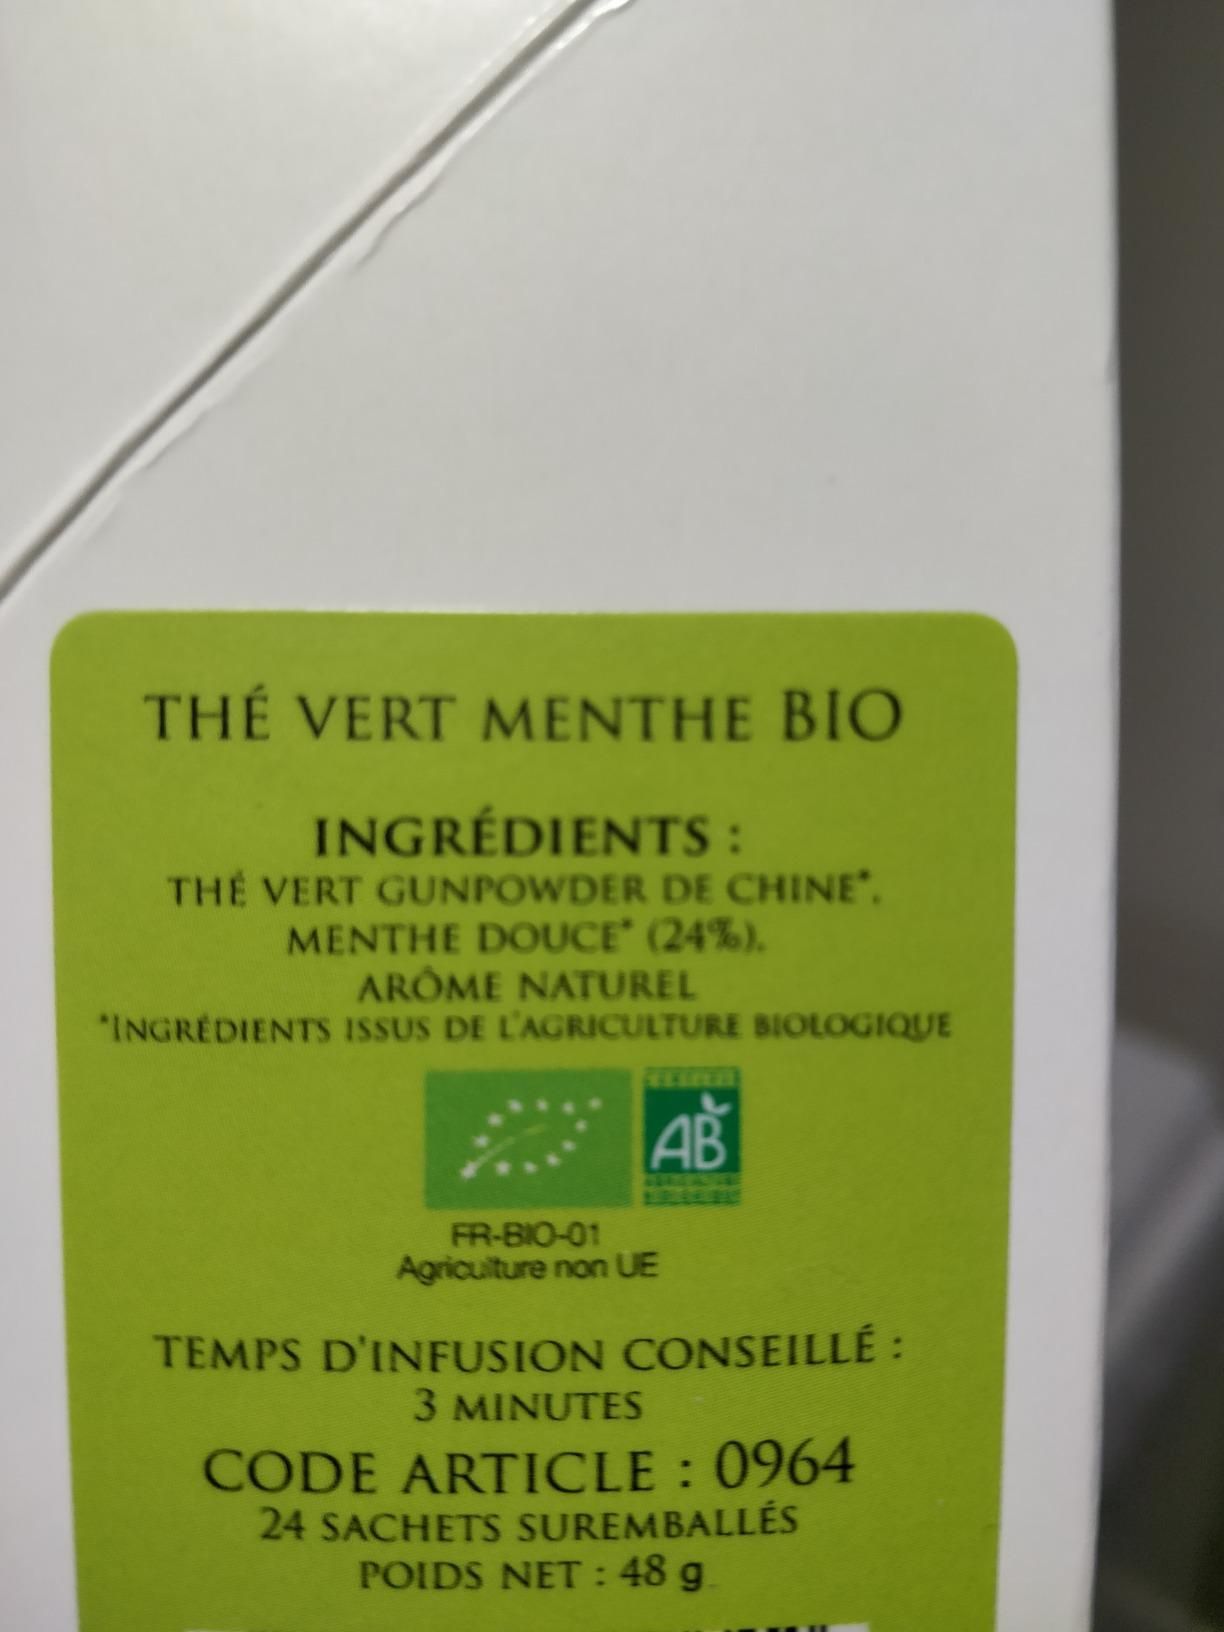 THÉ VERT MENTHE BIO
INGRÉDIENTS :
THÉ VERT GUNPOWDER DE CHINE*,
MENTHE DOUCE* (24%),
ARÔME NATUREL
*INGRÉDIENTS ISSUS DE L'AGRICULTURE BIOLOGIQUE
AB
FR-BIO-01
Agriculture non UE
TEMPS D'INFUSION CONSEILLÉ :
3 MINUTES
CODE ARTICLE : 0964
24 SACHETS SUREMBALLÉS
POIDS NET : 48 g